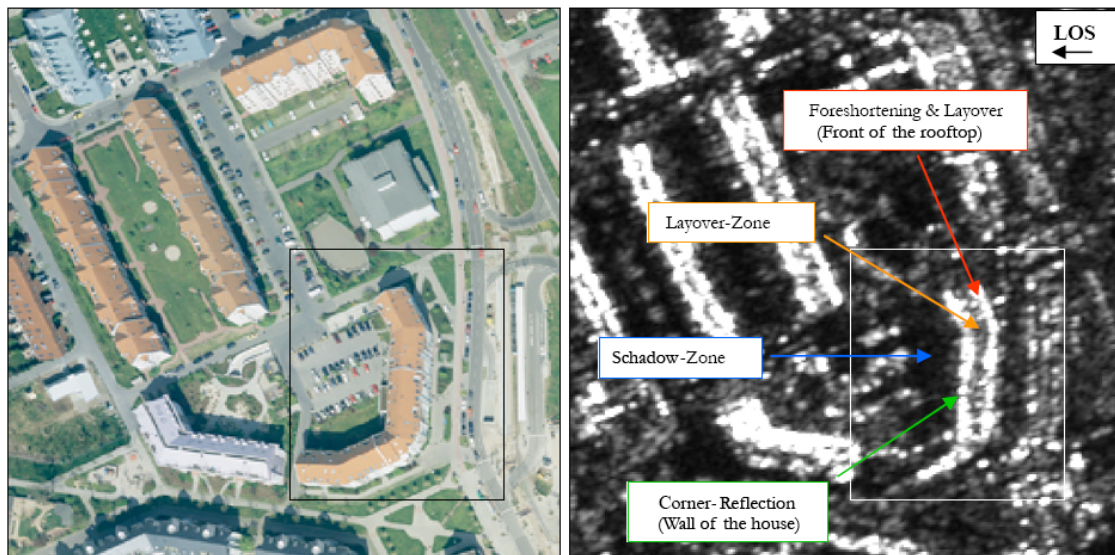 LOS
Foreshortening & Layover
(Front of the rooftop)
Layover-Zone
Schadow-Zone
Corner- Reflection
(Wall of the house)